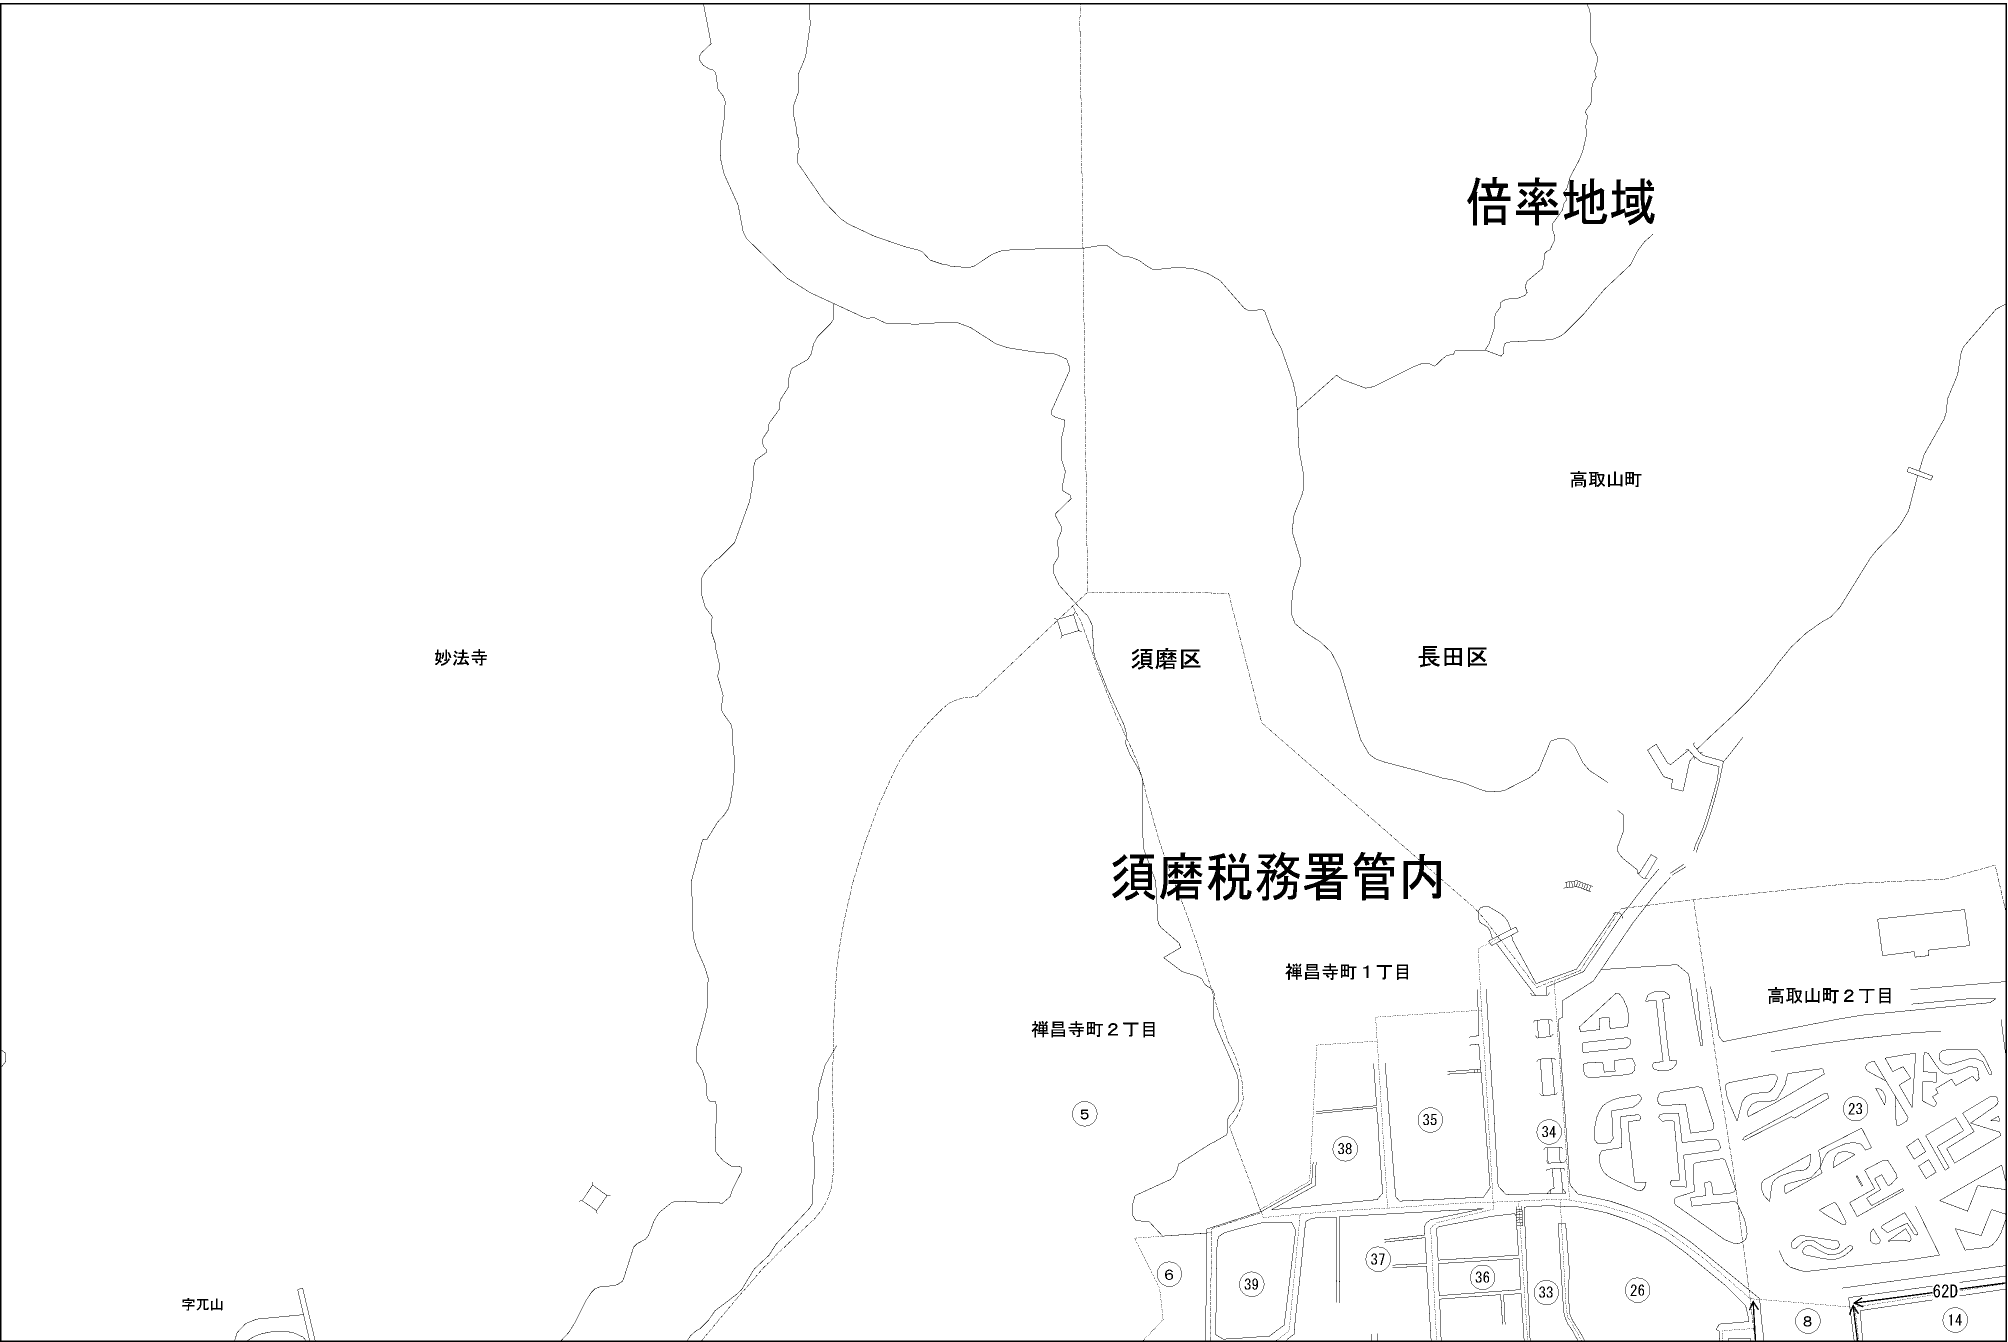 倍率地域
高取山町
妙法寺
須磨区
長田区
須磨税務署管内
禅昌寺町1丁目
高取山町2丁目
禅昌寺町2丁目
5
23
35
34
38
6
39
37
36
33
26
62D
8
14
字兀山